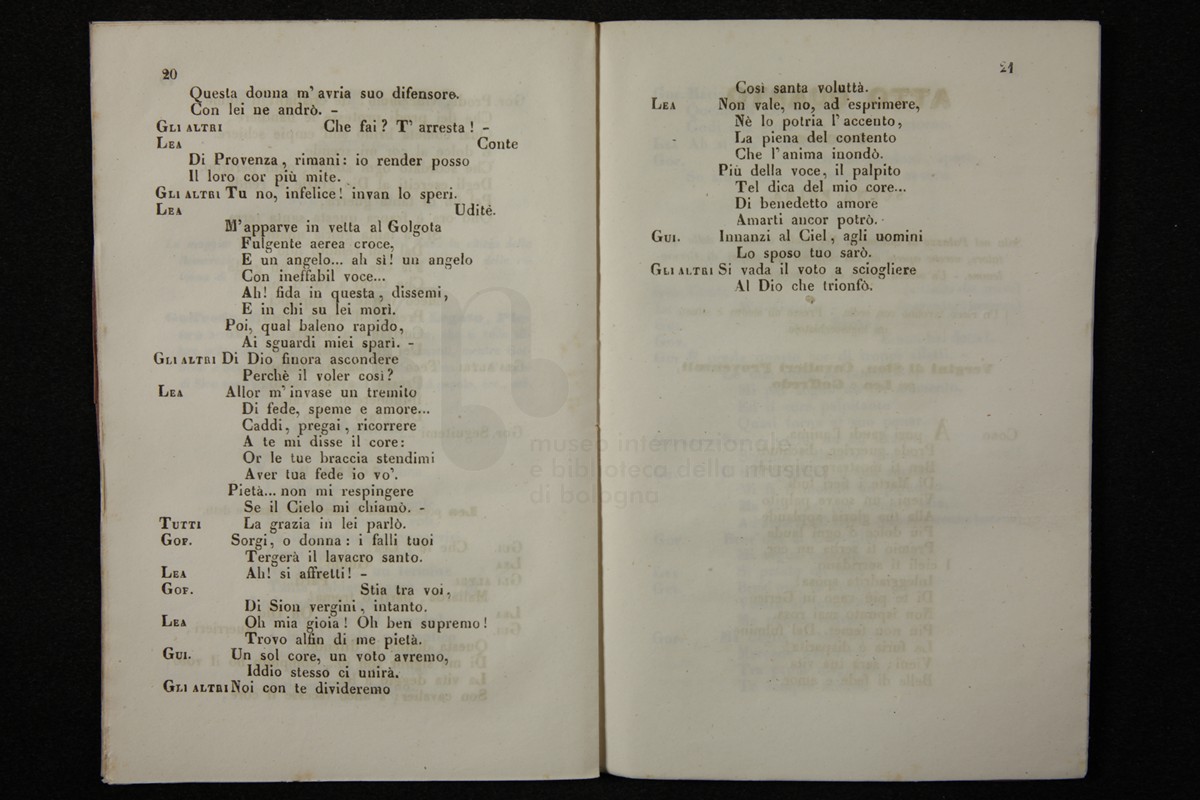 20
Questa donna m' avria suo difensore.
Con lei ne andrò. –
GLI ALTRI Che fai? T' arresta! –
LEA Conte
Di Provenza, rimani: io render posso
Il loro cor più mite.
GLI ALTRI Tu no, infelice! invan lo speri.
LEA Udite.
M'apparve in vetta al Golgota
Fulgente aerea croce,
E un angelo... ah sì! un angelo
Con ineffabil voce...
Ah! fida in questa, dissemi,
E in chi su lei morì.
Poi, qual baleno rapido,
Ai sguardi miei sparì. –
GLI ALTRI Di Dio finora ascondere
Perchè il voler così?
LEA Allor m' invase un tremito
Di fede, speme e amore...
Caddi, pregai, ricorrere
A te mi disse il core:
Or le tue braccia stendimi
Aver tua fede io vo'.
Pietà... non mi respingere
Se il Cielo mi chiamò. –
TUTTI La grazia in lei parlò.
GOF. Sorgi, o donna: i falli tuoi
Tergerà il lavacro santo.
LEA Ah! si affretti! –
GOF. Stia tra voi,
Di Sion vergini, intanto.
LEA Oh mia gioia! Oh ben supremo!
Trovo alfin di me pietà.
GUI. Un sol core, un voto avremo,
Iddio stesso ci unirà.
GLI ALTRI Noi con te divideremo
21
Così santa voluttà.
LEA Non vale, no, ad esprimere,
Nè lo potria l' accento,
La piena del contento
Che l'anima inondò.
Più della voce, il palpito
Tel dica del mio core...
Di benedetto amore
Amarti ancor potrò.
GUI. Innanzi al Ciel, agli uomini
Lo sposo tuo sarò.
GLI ALTRI Si vada il voto a sciogliere
Al Dio che trionfò.
museo internazionale
e biblioteca della musica
di bologna